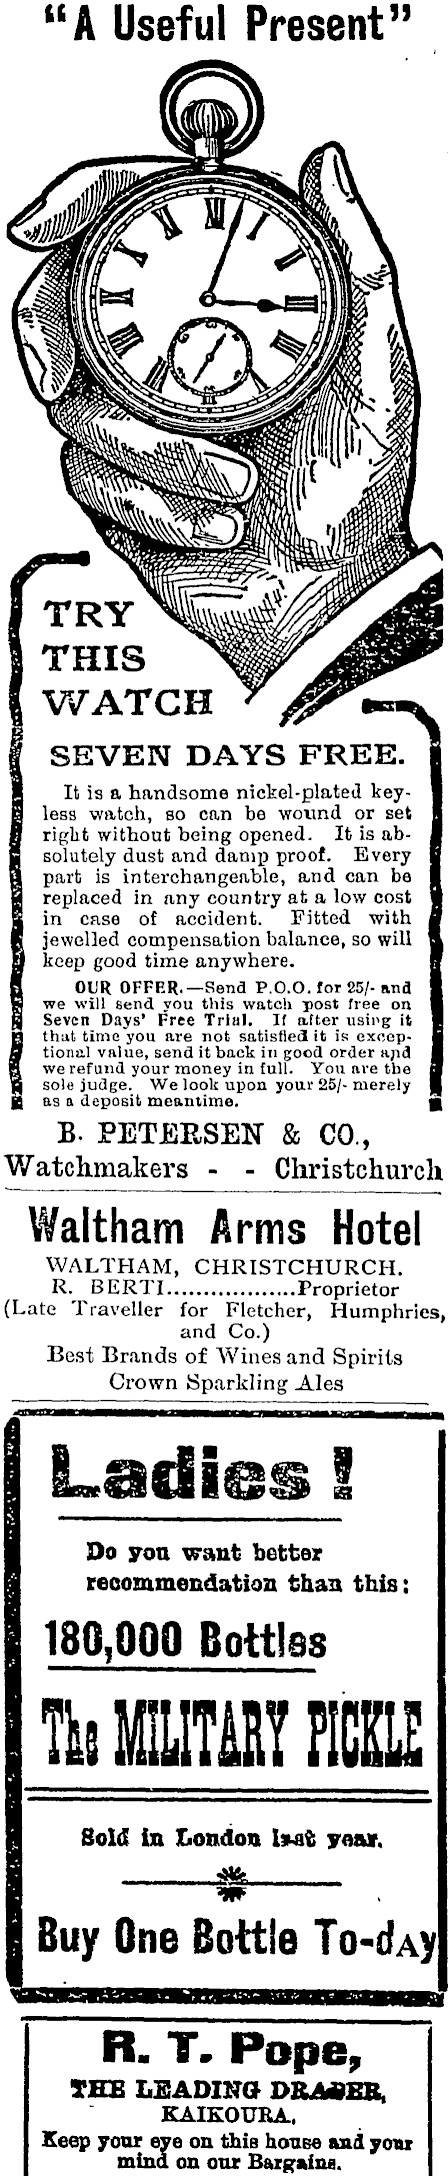 "A Useful Present"
XII
I
II
III
IIII
V
VII
VIII
IX
X
XI
TRY
THIS
WATCH
SEVEN DAYS FREE.
It is a handsome nickel-plated key-
less watch, so can be wound or set
right without being opened. It is ab-
solutely dust and damp proof. Every
part is interchangeable, and can be
replaced in any country at a low cost
in case of accident. Fitted with
jewelled compensation balance, so will
keep good time anywhere.
OUR OFFER.—Send P.O.O. for 25/- and
we will send you this watch post free on
Seven Days' Free Trial. If after using it
that time you are not satisfied it is excep-
tional value, send it back in good order and
we refund your money in full. You are the
sole judge. We look upon your 25/- merely
as a deposit meantime.
B. PETERSEN & CO.,
Watchmakers - - Christchurch
Waltham Arms Hotel
WALTHAM, CHRISTCHURCH.
R. BERTI..................Proprietor
(Late Traveller for Fletcher, Humphries,
and Co.)
Best Brands of Wines and Spirits
Crown Sparkling Ales
Ladies!
Do you want better
recommendation than this:
180,000 Bottles
The MILITARY PICKLE
Sold in London last year.
Buy One Bottle To-day
R. T. Pope,
THE LEADING DRAPER,
KAIKOURA.
Keep your eye on this house and your
mind on our Bargains.